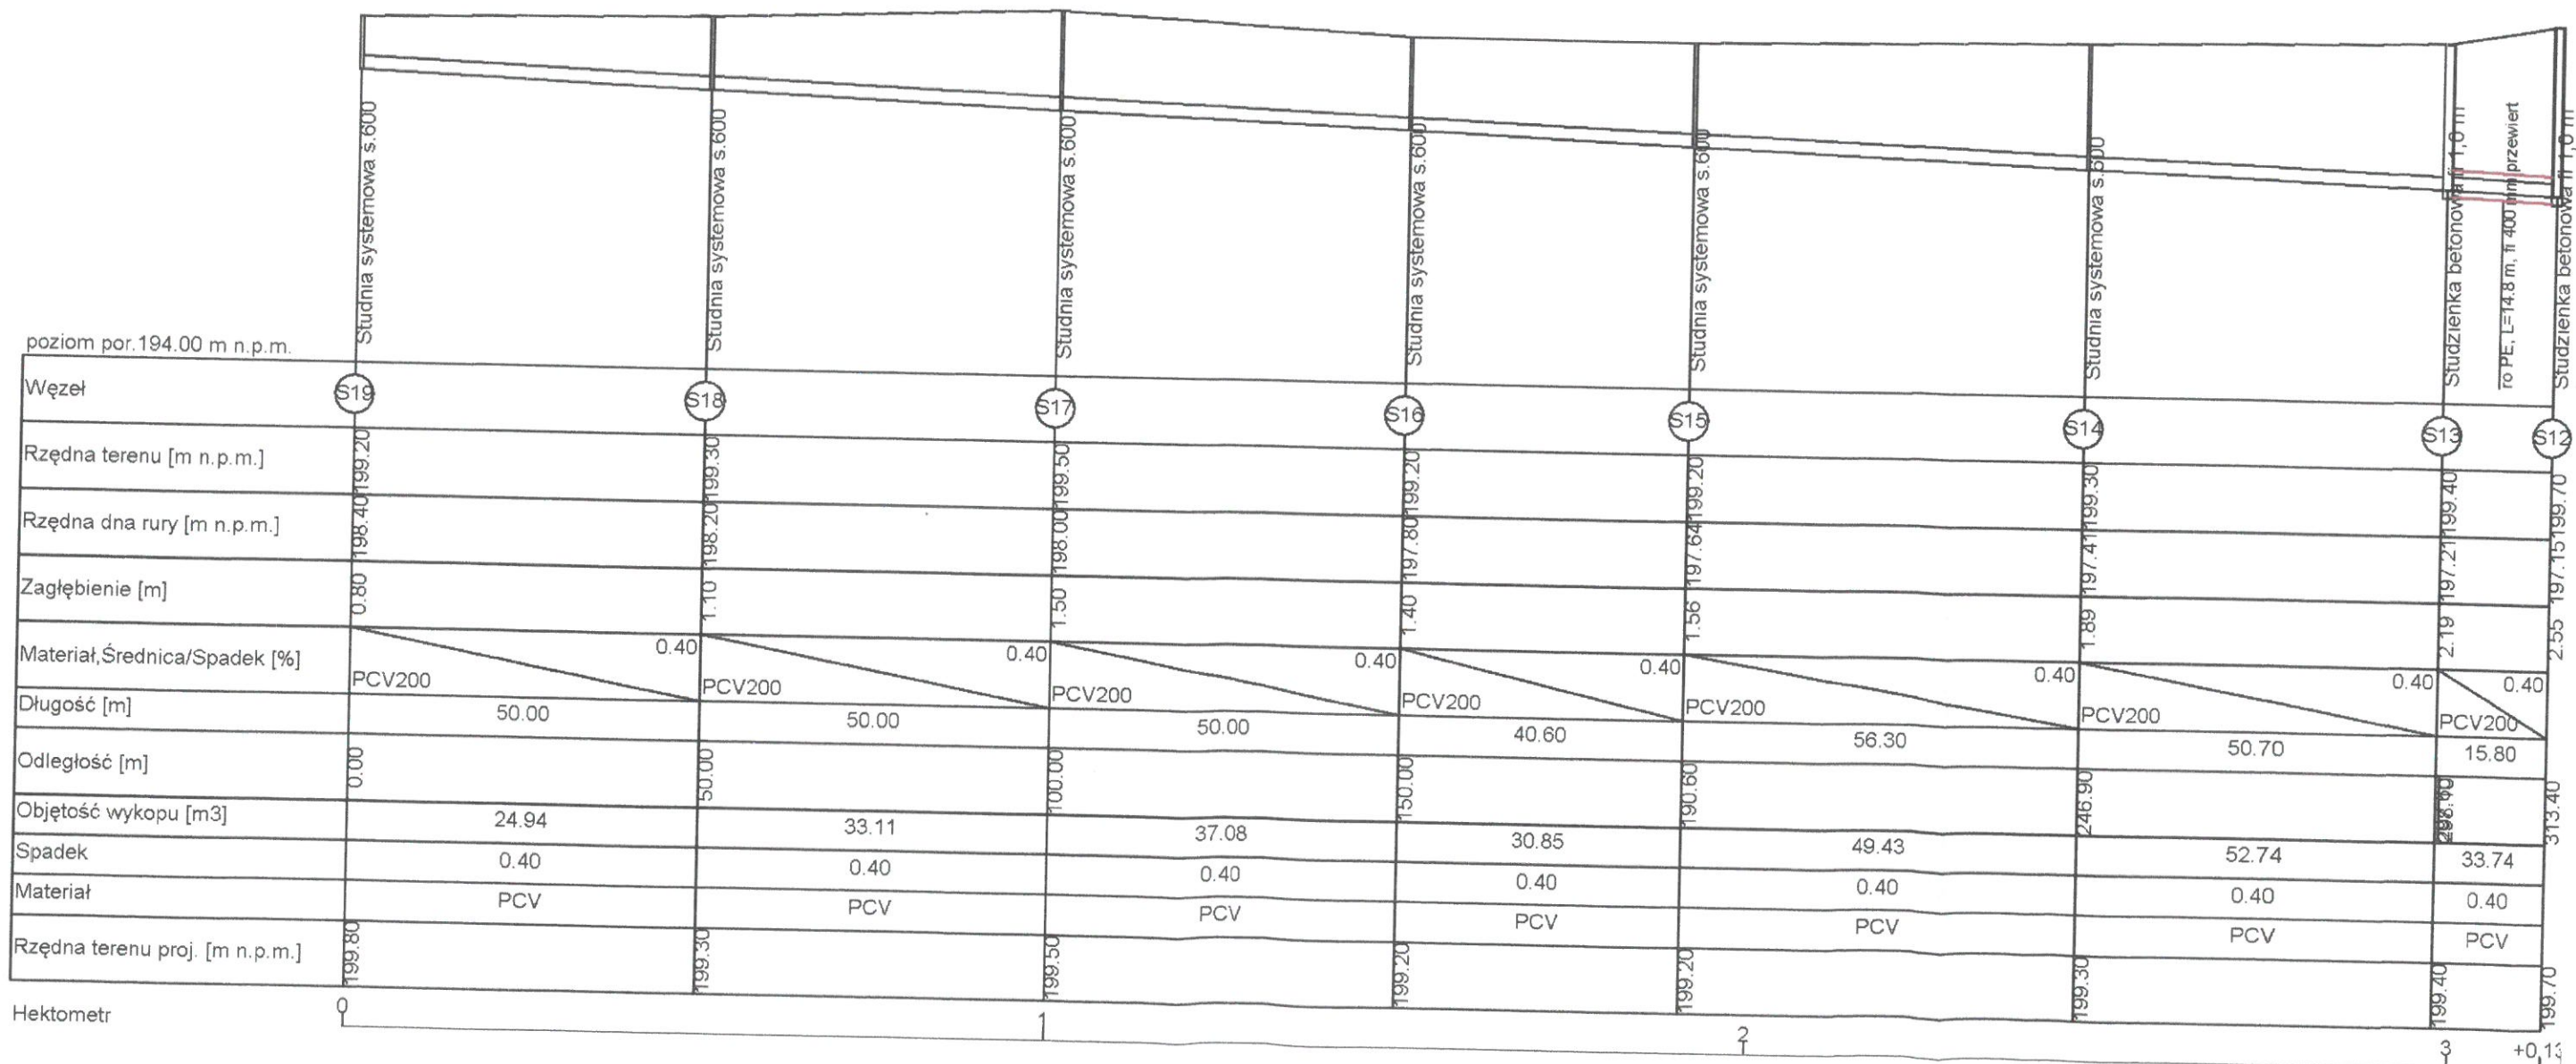 Studnia systemowa s.600
Studnia systemowa s.600
Studnia systemowa s.600
Studnia systemowa s.600
Studnia systemowa s.600
Studnia systemowa s.600
Studzienka betonowa fi 1,0 m
ro PE, L=14.8 m, fi 400 mm przewiert
Studzienka betonowa fi 1,0 m
poziom por.194.00 m n.p.m.
Węzeł S19 S18 S17 S16 S15 S14 S13 S12
Rzędna terenu [m n.p.m.] 199.20 199.30 199.50 199.20 199.20 199.30 199.40 199.70
Rzędna dna rury [m n.p.m.] 198.40 198.20 198.00 197.80 197.64 197.41 197.21 197.15
Zagłębienie [m] 0.80 1.10 1.50 1.40 1.56 1.89 2.19 2.55
Materiał,Średnica/Spadek [%] 0.40 0.40 0.40 0.40 0.40 0.40 0.40
PCV200 PCV200 PCV200 PCV200 PCV200 PCV200 PCV200
Długość [m] 50.00 50.00 50.00 40.60 56.30 50.70 15.80
Odległość [m] 0.00 50.00 100.00 150.00 190.60 246.90 313.40
Objętość wykopu [m3] 24.94 33.11 37.08 30.85 49.43 52.74 33.74
Spadek 0.40 0.40 0.40 0.40 0.40 0.40 0.40
Materiał PCV PCV PCV PCV PCV PCV PCV
Rzędna terenu proj. [m n.p.m.] 199.80 199.30 199.50 199.20 199.20 199.30 199.40 199.70
Hektometr 0 1 2 3